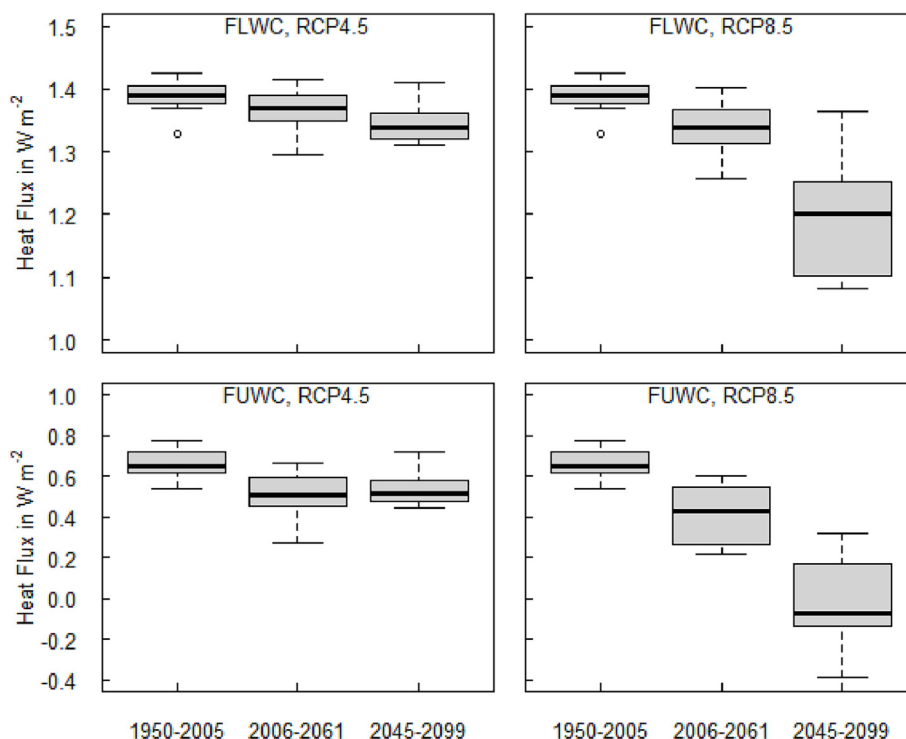 FLWC, RCP4.5
FLWC, RCP8.5
Heat Flux in W m-2
1.5
1.4
1.3
1.2
1.1
1.0
FUWC, RCP4.5
FUWC, RCP8.5
Heat Flux in W m-2
1.0
0.8
0.6
0.4
0.2
0.0
-0.2
-0.4
1950-2005 2006-2061 2045-2099
1950-2005 2006-2061 2045-2099